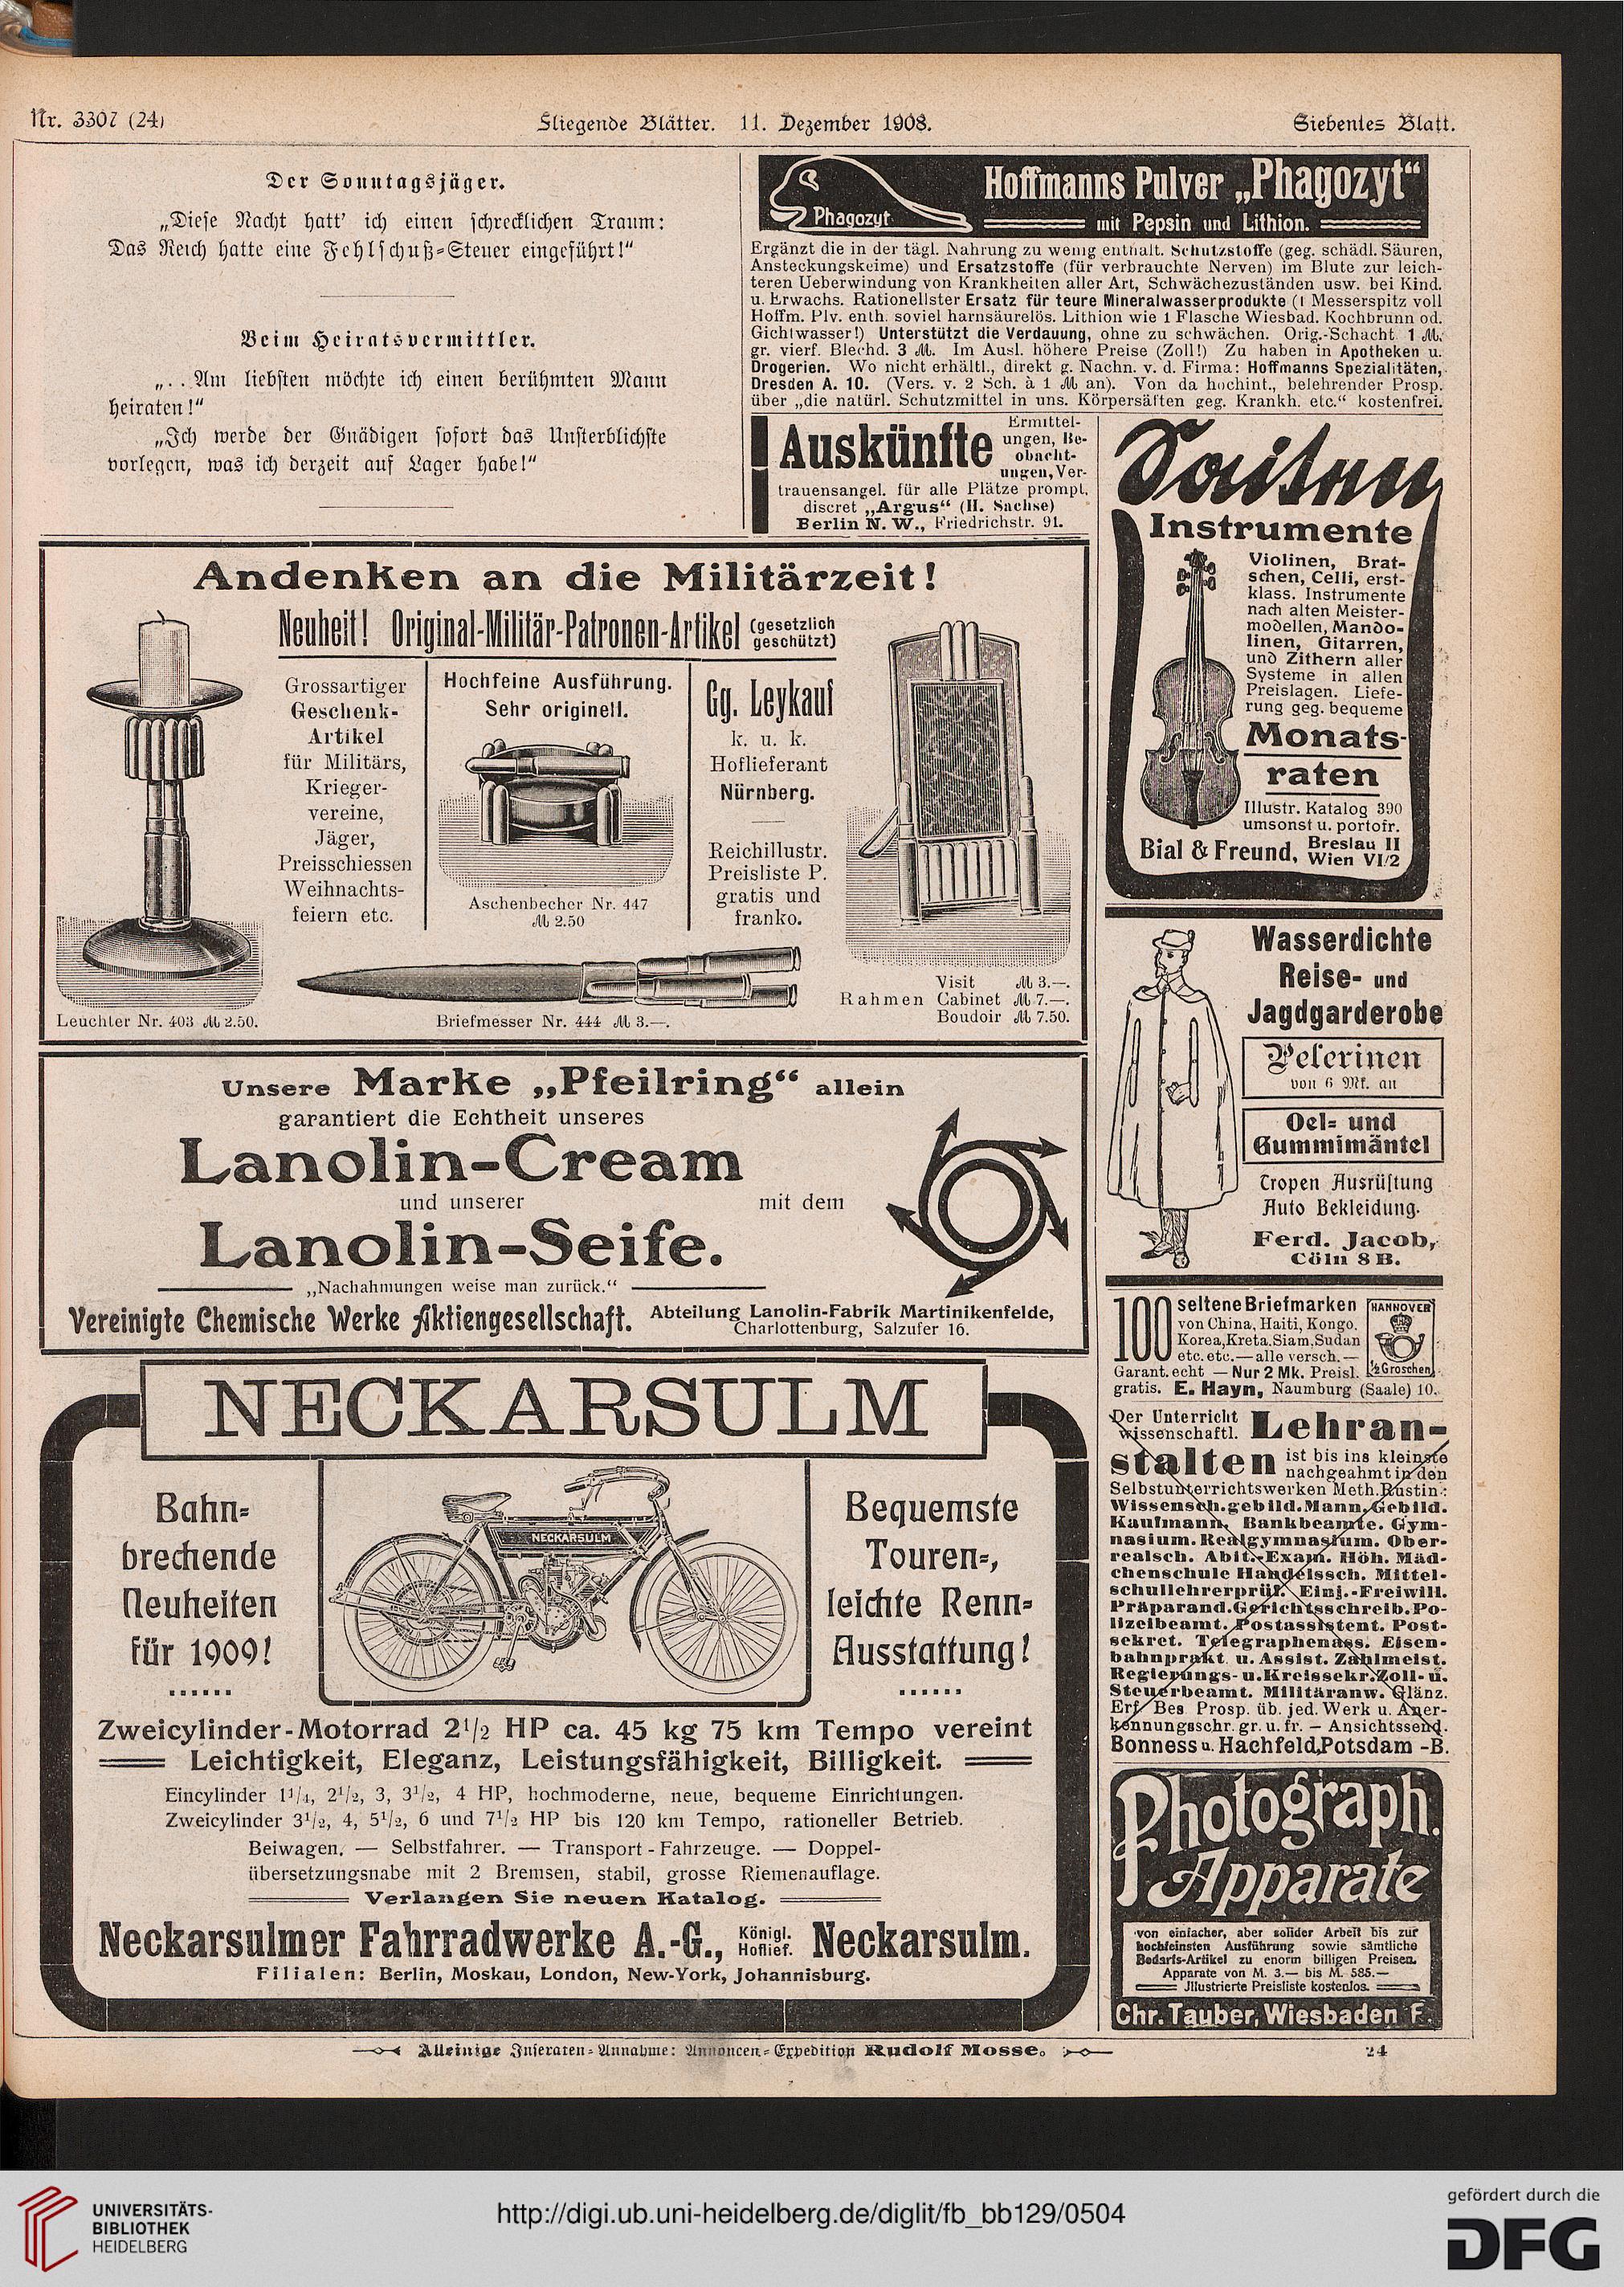 Nr. 3307 (24)
Fliegende Blätter. 11. Dezember 1908.
Siebentes Blatt.
Der Sonntagsjäger.
„Diese Nacht hatt' ich einen schrecklichen Traum:
Das Reich hatte eine Fehlschuß-Steuer eingeführt!“
Beim Heiratsvermittler.
„. . Am liebsten möchte ich einen berühmten Mann
heiraten!“
„Ich werde der Gnädigen sofort das Unsterblichste
vorlegen, was ich derzeit auf Lager habe!“
Phagozyt
Hoffmanns Pulver „Phagozyt“
mit Pepsin und Lithion.
Ergänzt die in der tägl. Nahrung zu wenig enthalt. Schutzstoffe (geg. schädl. Säuren,
Ansteckungskeime) und Ersatzstoffe (für verbrauchte Nerven) im Blute zur leich-
teren Ueberwindung von Krankheiten aller Art, Schwächezuständen usw. bei Kind.
u. Erwachs. Rationellster Ersatz für teure Mineralwasserprodukte (1 Messerspitz voll
Hoffm. Plv. enth. soviel harnsäurelös. Lithion wie 1 Flasche Wiesbad. Kochbrunn od.
Gichtwasser!) Unterstützt die Verdauung, ohne zu schwächen. Orig.-Schacht. 1 ℳ.
gr. vierf. Blechd. 3 ℳ. Im Ausl. höhere Preise (Zoll!) Zu haben in Apotheken u.
Drogerien. Wo nicht erhältl., direkt g. Nachn. v. d. Firma: Hoffmanns Spezialitäten,
Dresden A. 10. (Vers. v. 2 Sch. à 1 ℳ an). Von da hochint., belehrender Prosp.
über „die natürl. Schutzmittel in uns. Körpersäften geg. Krankh. etc.“ kostenfrei.
Auskünfte
Ermittel-
ungen, Be-
obacht-
ungen, Ver-
trauensangel. für alle Plätze prompt,
discret „Argus“ (H. Sachse)
Berlin N. W., Friedrichstr. 91.
Saiten
Instrumente
Violinen, Brat-
schen, Celli, erst-
klass. Instrumente
nach alten Meister-
modellen, Mando-
linen, Gitarren,
und Zithern aller
Systeme in allen
Preislagen. Liefe-
rung geg. bequeme
Monats-
raten
Illustr. Katalog 390
umsonst u. portofr.
Bial & Freund, Breslau II
Wien VI/2
Andenken an die Militärzeit!
Neuheit! Original-Militär-Patronen-Artikel (gesetzlich
geschützt)
Grossartiger
Geschenk-
Artikel
für Militärs,
Krieger-
vereine,
Jäger,
Preisschiessen
Weihnachts-
feiern etc.
Hochfeine Ausführung.
Sehr originell.
Aschenbecher Nr. 447
ℳ 2.50
Gg. Leykauf
k. u. k.
Hoflieferant
Nürnberg.
Reichillustr.
Preisliste P.
gratis und
franko.
Leuchter Nr. 403 ℳ 2.50.
Briefmesser Nr. 444 ℳ 3.—.
Visit ℳ 3.—.
Rahmen Cabinet ℳ 7.—.
Boudoir ℳ 7.50.
Wasserdichte
Reise- und
Jagdgarderobe
Pelerinen
von 6 Mk. an
Oel- und
Gummimäntel
Tropen Ausrüstung
Auto Bekleidung.
Ferd. Jacob,
Cöln 8 B.
Unsere Marke „Pfeilring“ allein
garantiert die Echtheit unseres
Lanolin-Cream
und unserer mit dem
Lanolin-Seife.
„Nachahmungen weise man zurück.“
Vereinigte Chemische Werke Aktiengesellschaft.
Abteilung Lanolin-Fabrik Martinikenfelde,
Charlottenburg, Salzufer 16.
100 seltene Briefmarken
von China, Haiti, Kongo,
Korea, Kreta, Siam, Sudan
etc. etc. — alle versch. —
Garant. echt — Nur 2 Mk. Preisl.
gratis. E. Hayn, Naumburg (Saale) 10.
HANNOVER
½ Groschen
NECKARSULM
Bahn-
brechende
Neuheiten
für 1909!
NECKARSULM
Bequemste
Touren-,
leichte Renn-
Ausstattung!
Zweicylinder-Motorrad 2½ HP ca. 45 kg 75 km Tempo vereint
Leichtigkeit, Eleganz, Leistungsfähigkeit, Billigkeit.
Eincylinder 1¼, 2½, 3, 3½, 4 HP, hochmoderne, neue, bequeme Einrichtungen.
Zweicylinder 3½, 4, 5½, 6 und 7½ HP bis 120 km Tempo, rationeller Betrieb.
Beiwagen. — Selbstfahrer. — Transport-Fahrzeuge. — Doppel-
übersetzungsnabe mit 2 Bremsen, stabil, grosse Riemenauflage.
Verlangen Sie neuen Katalog.
Neckarsulmer Fahrradwerke A.-G., Königl.
Hoflief. Neckarsulm.
Filialen: Berlin, Moskau, London, New-York, Johannisburg.
Der Unterricht
wissenschaftl. Lehran-
stalten ist bis ins kleinste
nachgeahmt in den
Selbstunterrichtswerken Meth. Rustin:
Wissensch. gebild. Mann, Gebild.
Kaufmann, Bankbeamte. Gym-
nasium. Realgymnasium. Ober-
realsch. Abit.-Exam. Höh. Mäd-
chenschule Handelssch. Mittel-
schullehrerprüf. Einj.-Freiwill.
Präparand. Gerichtsschreib. Po-
lizeibeamt. Postassistent. Post-
sekret. Telegraphenass. Eisen-
bahnprakt. u. Assist. Zahlmeist.
Regierungs- u. Kreissekr. Zoll- u.
Steuerbeamt. Militäranw. Glänz.
Erf. Bes. Prosp. üb. jed. Werk u. Aner-
kennungsschr. gr. u. fr. — Ansichtssend.
Bonness u. Hachfeld, Potsdam -B.
Photograph.
Apparate
von einfacher, aber solider Arbeit bis zur
hochfeinsten Ausführung sowie sämtliche
Bedarfs-Artikel zu enorm billigen Preisen.
Apparate von M. 3.— bis M. 585.—
Jllustrierte Preisliste kostenlos.
Chr. Tauber, Wiesbaden F.
Alleinige Inseraten-Annahme: Annoncen-Expedition Rudolf Mosse.
24
UNIVERSITÄTS-
BIBLIOTHEK
HEIDELBERG
http://digi.ub.uni-heidelberg.de/diglit/fb_bb129/0504
gefördert durch die
DFG